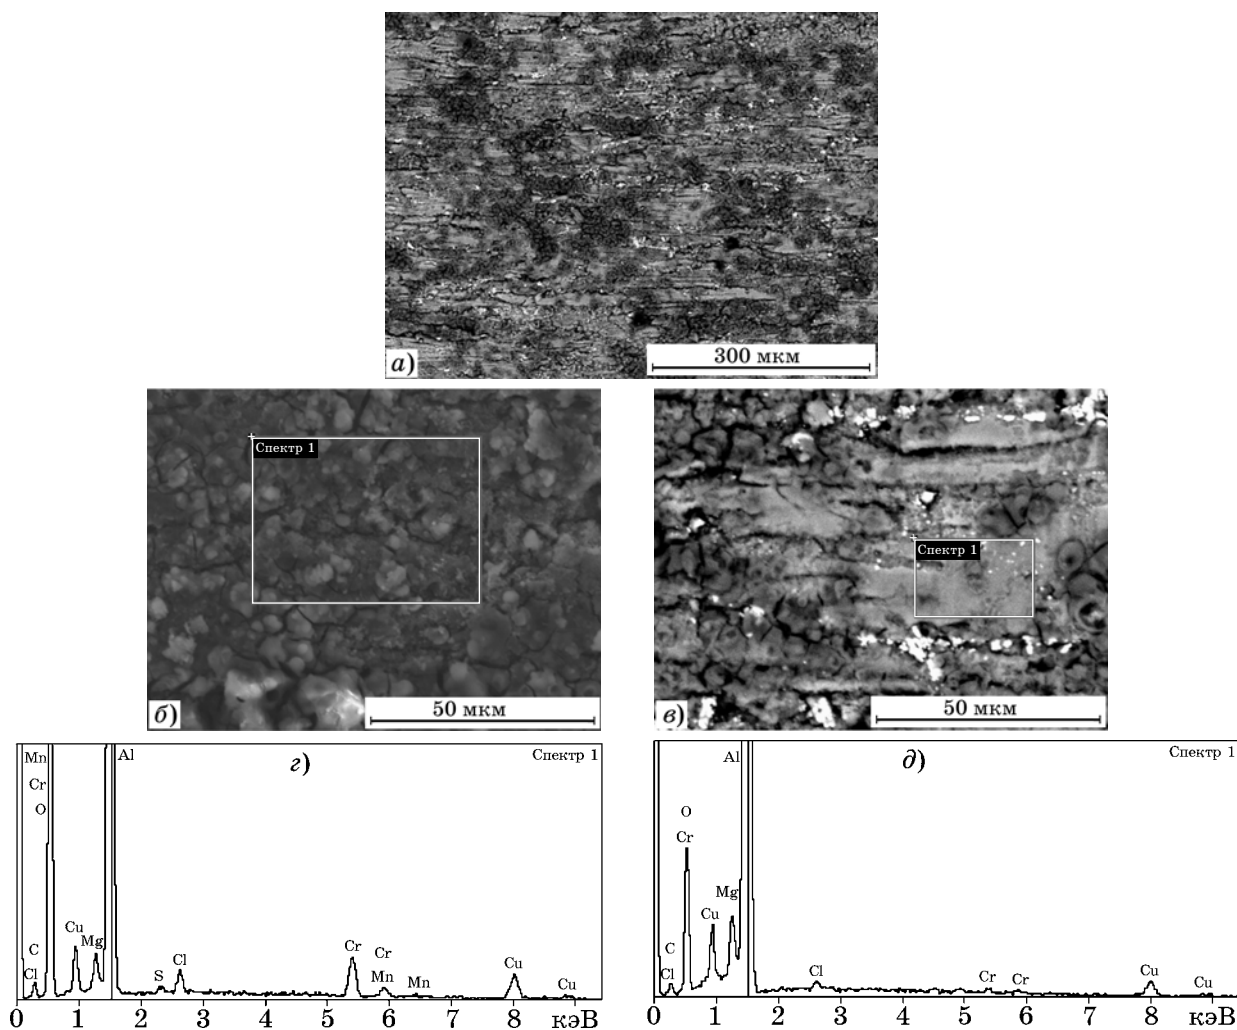 а)
300 мкм
Спектр 1
б)
50 мкм
Спектр 1
в)
50 мкм
Mn
Cr
O
Al
г)
Спектр 1
C
Cl
Cu
Mg
S
Cl
Cr
Cr
Mn
Mn
Cu
Cu
0 1 2 3 4 5 6 7 8 кэВ
Al
д)
Спектр 1
O
Cr
Mg
Cu
C
Cl
Cl
Cr
Cr
Cu
Cu
0 1 2 3 4 5 6 7 8 кэВ